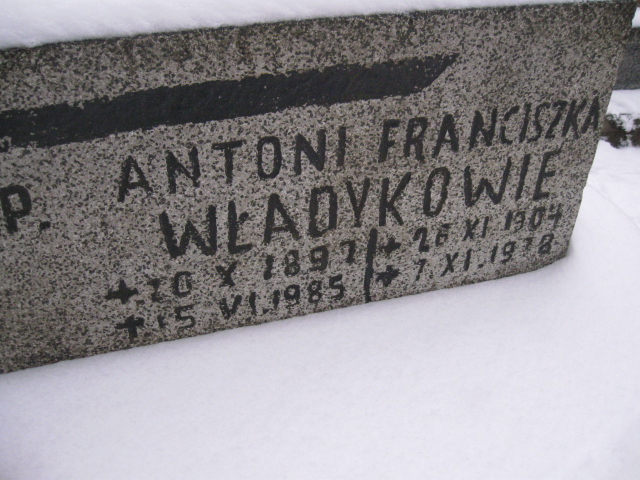 P.
ANTONI FRANCISZKA
WŁADYKOWIE
20 X 1897 26 XI 1904
15 VI.1985 7.XI.1978